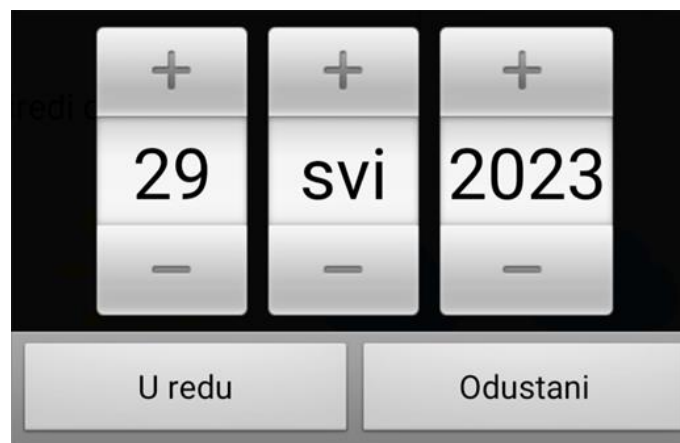 + + +
29 svi 2023
- - -
U redu Odustani